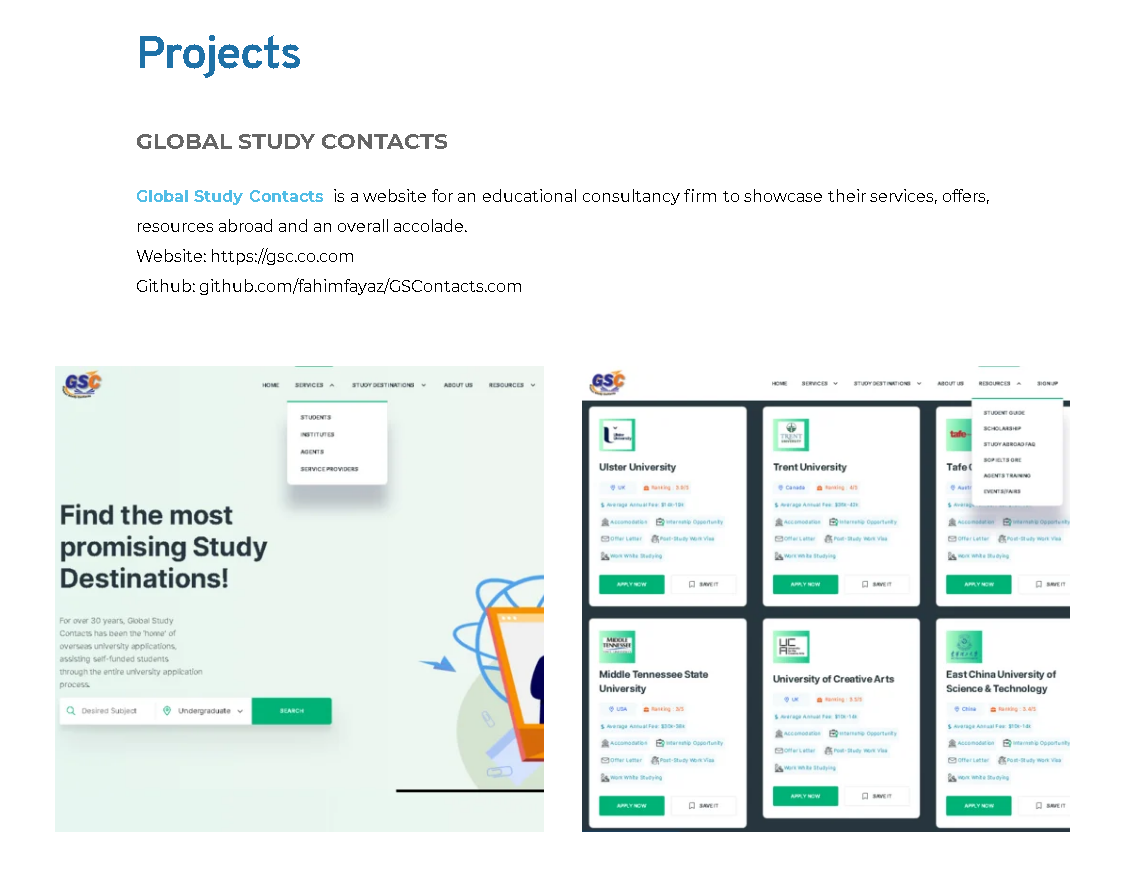 Projects
GLOBAL STUDY CONTACTS
Global Study Contacts is a website for an educational consultancy firm to showcase their services, offers,
resources abroad and an overall accolade.
Website: https://gsc.co.com
Github: github.com/fahimfayaz/GSContacts.com
GSC
HOME SERVICES STUDY DESTINATIONS ABOUT US RESOURCES
STUDENTS
INSTITUTES
AGENTS
SERVICE PROVIDERS
Find the most
promising Study
Destinations!
For over 30 years, Global Study
Contacts has been the 'home' of
overseas university applications,
assisting self-funded students
through the entire university application
process.
Desired Subject Undergraduate SEARCH
GSC
HOME SERVICES STUDY DESTINATIONS ABOUT US RESOURCES SIGNUP
STUDENT GUIDE
SCHOLARSHIP
STUDY ABROAD FAQ
SOP IELTS GRE
AGENTS TRAINING
EVENTS/FAIRS
Ulster University
Ulster University
UK Ranking : 3.6/5
Average Annual Fee:
Accomodation Internship Opportunity
Offer Letter Post-Study Work Visa
Work While Studying
APPLY NOW SAVE IT
TRENT UNIVERSITY
Trent University
Canada Ranking : 4/5
Average Annual Fee:
Accomodation Internship Opportunity
Offer Letter Post-Study Work Visa
Work While Studying
APPLY NOW SAVE IT
tafe
Tafe
Average Annual Fee:
Accomodation Internship Opportunity
Offer Letter Post-Study Work Visa
Work While Studying
APPLY NOW SAVE IT
MIDDLE
TENNESSEE
Middle Tennessee State
University
USA Ranking : 3/5
Average Annual Fee:
Accomodation Internship Opportunity
Offer Letter Post-Study Work Visa
Work While Studying
APPLY NOW SAVE IT
UCA
University of Creative Arts
UK Ranking : 3.5/5
Average Annual Fee: $15k-14k
Accomodation Internship Opportunity
Offer Letter Post-Study Work Visa
Work While Studying
APPLY NOW SAVE IT
East China University of
Science & Technology
China Ranking : 3.4/5
Average Annual Fee: $15k-14k
Accomodation Internship Opportunity
Offer Letter Post-Study Work Visa
Work While Studying
APPLY NOW SAVE IT